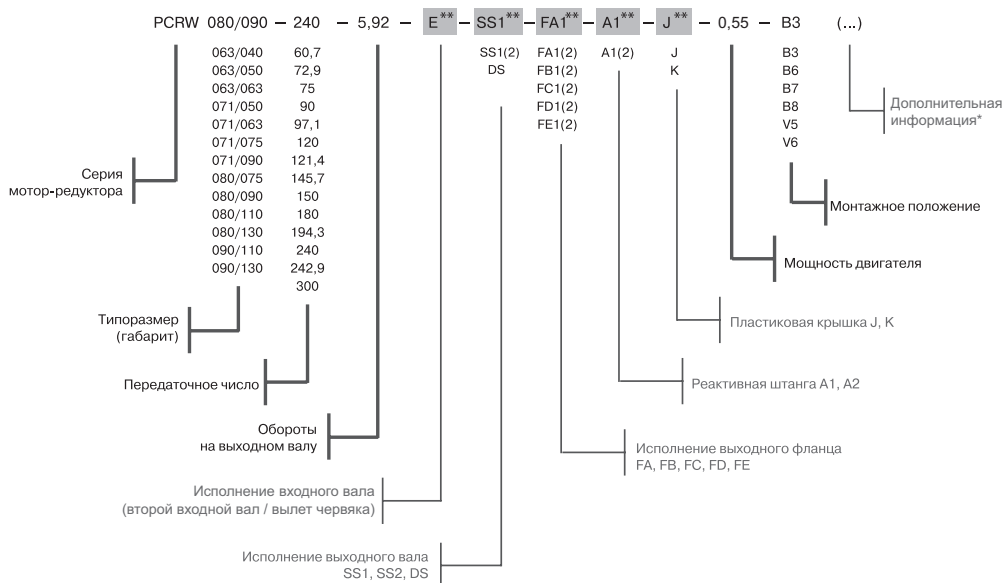 PCRW 080/090 – 240 – 5,92 – E** – SS1** – FA1** – A1** – J** – 0,55 – B3 (...)
063/040 60,7 SS1(2) FA1(2) A1(2) J B3
063/050 72,9 DS FB1(2) K B6
063/063 75 FC1(2) B7
071/050 90 FD1(2) B8
071/063 97,1 FE1(2) V5
071/075 120 V6
071/090 121,4
080/075 145,7
080/090 150
080/110 180
080/130 194,3
090/110 240
090/130 242,9
300
Дополнительная
информация*
Серия
мотор-редуктора
Монтажное положение
Мощность двигателя
Типоразмер
(габарит)
Пластиковая крышка J, K
Передаточное число
Реактивная штанга A1, A2
Обороты
на выходном валу
Исполнение выходного фланца
FA, FB, FC, FD, FE
Исполнение входного вала
(второй входной вал / вылет червяка)
Исполнение выходного вала
SS1, SS2, DS